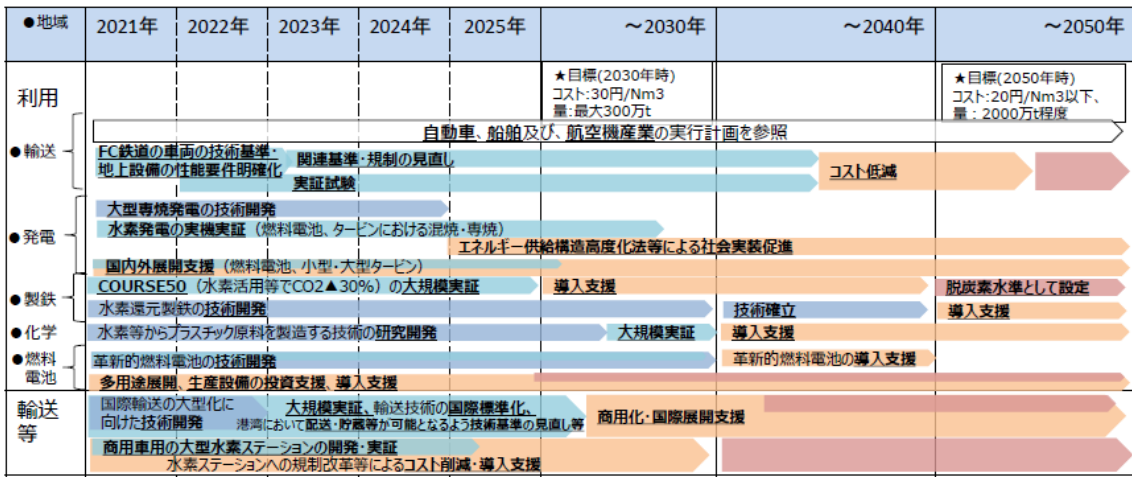 ●地域
2021年
2022年
2023年
2024年
2025年
～2030年
～2040年
～2050年
利用
★目標(2030年時)
コスト:30円/Nm3
量:最大300万t
★目標(2050年時)
コスト:20円/Nm3以下、
量：2000万t程度
自動車、船舶及び、航空機産業の実行計画を参照
●輸送
FC鉄道の車両の技術基準・
地上設備の性能要件明確化
関連基準・規制の見直し
実証試験
コスト低減
●発電
大型専焼発電の技術開発
水素発電の実機実証（燃料電池、タービンにおける混焼・専焼）
エネルギー供給構造高度化法等による社会実装促進
国内外展開支援（燃料電池、小型・大型タービン）
●製鉄
COURSE50（水素活用等でCO2▲30%）の大規模実証
導入支援
脱炭素水準として設定
水素還元製鉄の技術開発
技術確立
導入支援
●化学
水素等からプラスチック原料を製造する技術の研究開発
大規模実証
導入支援
●燃料
電池
革新的燃料電池の技術開発
革新的燃料電池の導入支援
多用途展開、生産設備の投資支援、導入支援
輸送
等
国際輸送の大型化に
向けた技術開発
大規模実証、輸送技術の国際標準化、
港湾において配送・貯蔵等が可能となるよう技術基準の見直し等
商用化・国際展開支援
商用車用の大型水素ステーションの開発・実証
水素ステーションへの規制改革等によるコスト削減・導入支援